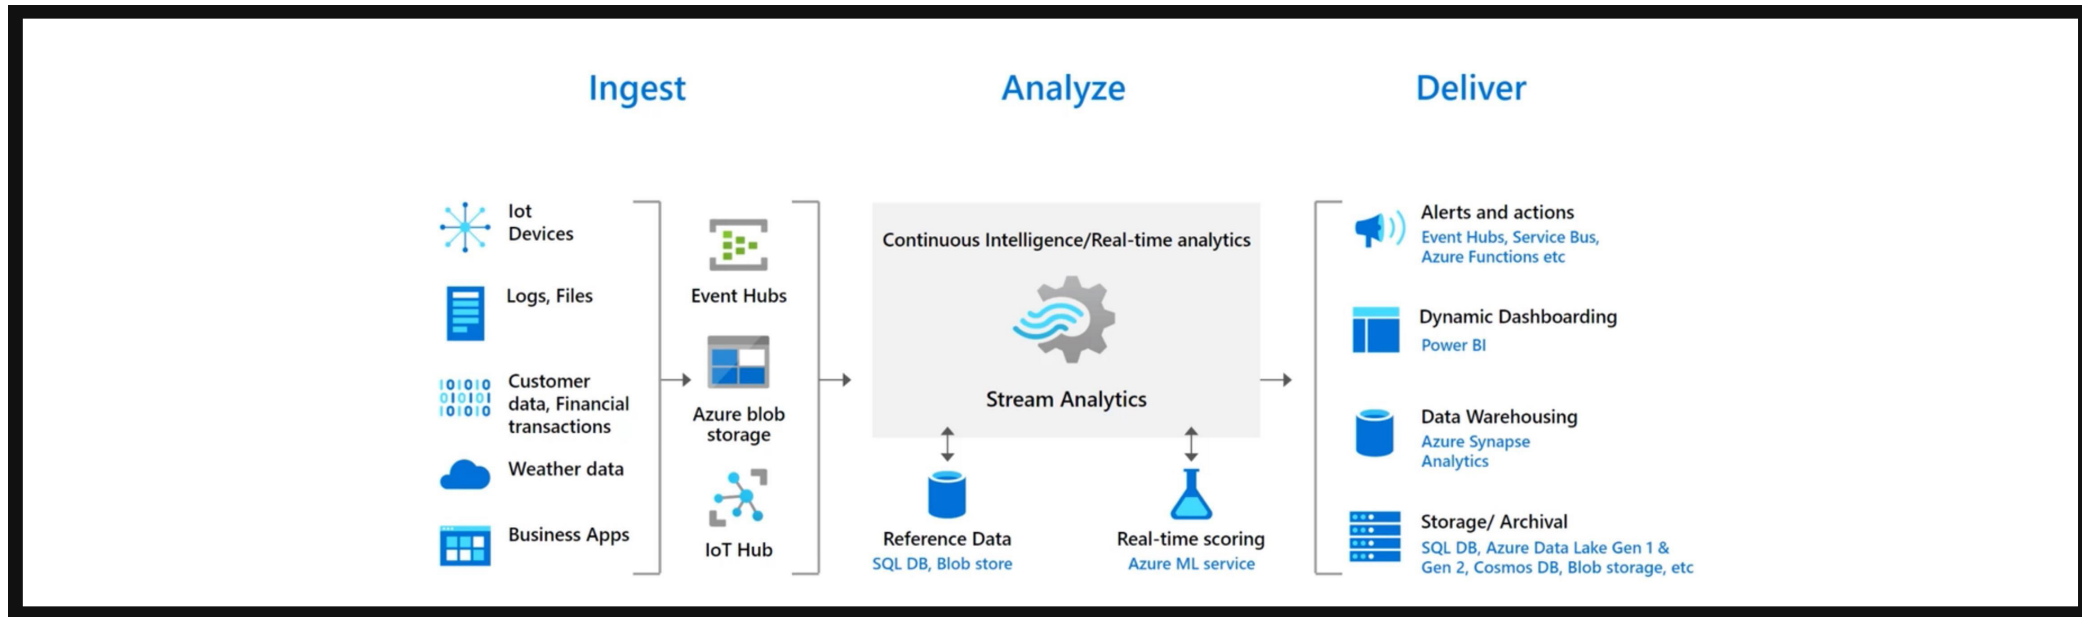 Ingest
Analyze
Deliver
Iot
Devices
Logs, Files
Customer
data, Financial
transactions
Weather data
Business Apps
Event Hubs
Azure blob
storage
IoT Hub
Continuous Intelligence/Real-time analytics
Stream Analytics
Reference Data
SQL DB, Blob store
Real-time scoring
Azure ML service
Alerts and actions
Event Hubs, Service Bus,
Azure Functions etc
Dynamic Dashboarding
Power BI
Data Warehousing
Azure Synapse
Analytics
Storage/ Archival
SQL DB, Azure Data Lake Gen 1 &
Gen 2, Cosmos DB, Blob storage, etc